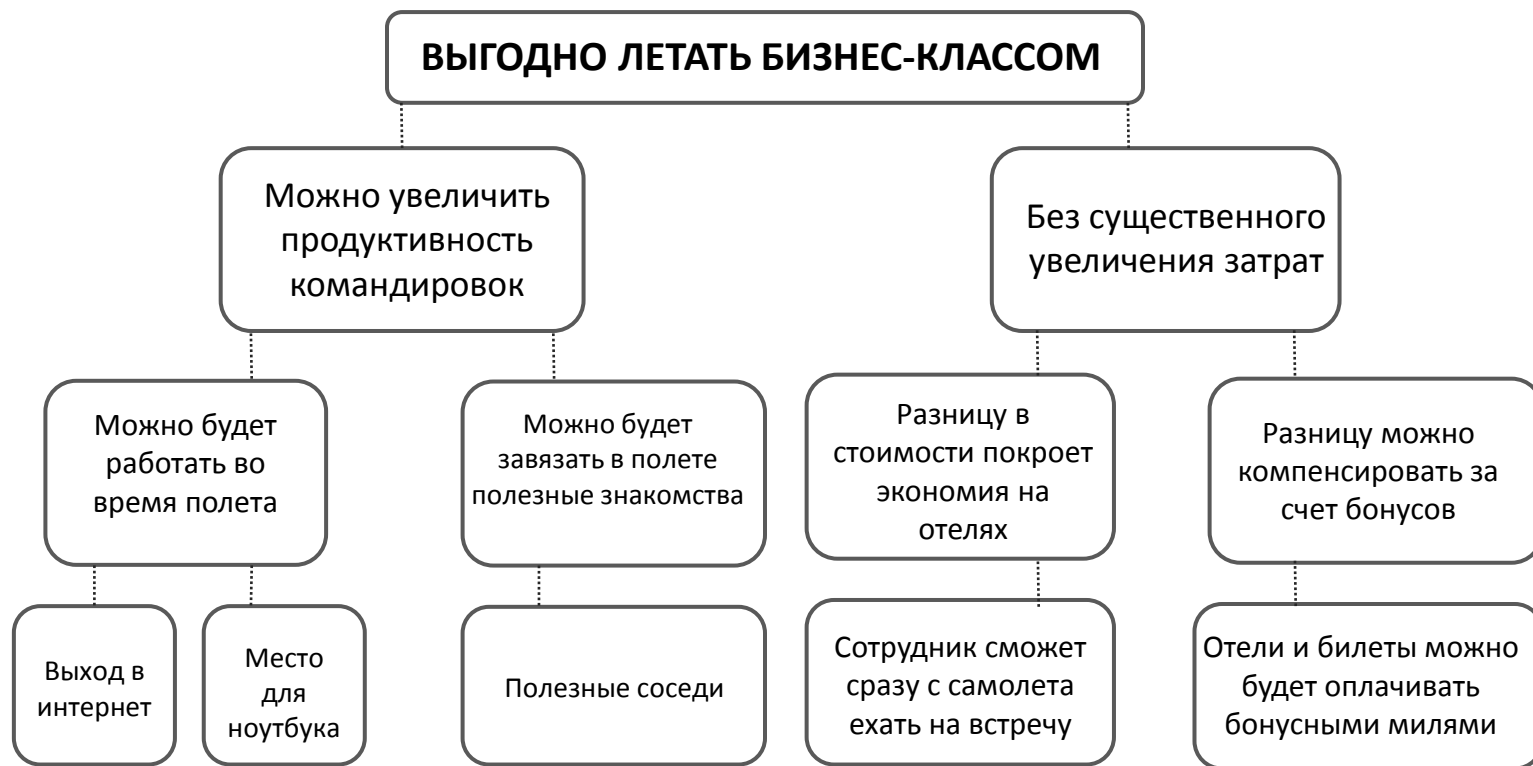 ВЫГОДНО ЛЕТАТЬ БИЗНЕС-КЛАССОМ
Можно увеличить
продуктивность
командировок
Без существенного
увеличения затрат
Можно будет
работать во
время полета
Можно будет
завязать в полете
полезные знакомства
Разницу в
стоимости покроет
экономия на
отелях
Разницу можно
компенсировать за
счет бонусов
Выход в
интернет
Место
для
ноутбука
Полезные соседи
Сотрудник сможет
сразу с самолета
ехать на встречу
Отели и билеты можно
будет оплачивать
бонусными милями